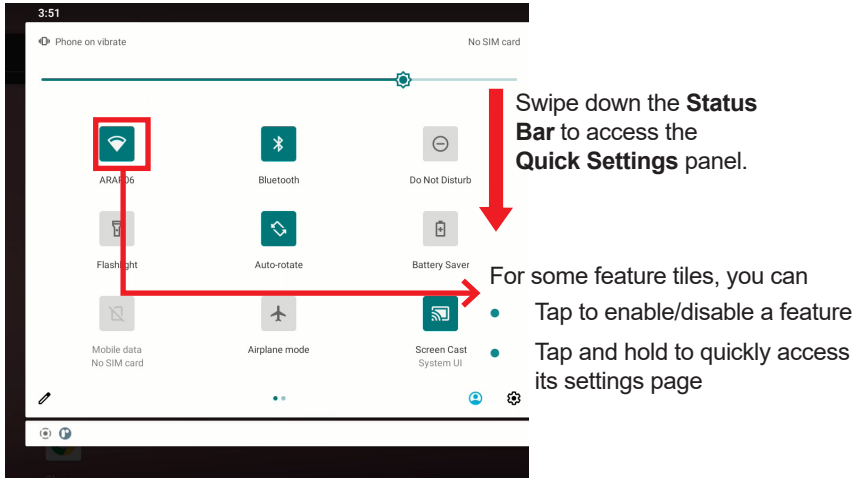 3:51
Phone on vibrate
No SIM card
ARAP06
Bluetooth
Do Not Disturb
Flashlight
Auto-rotate
Battery Saver
Mobile data
No SIM card
Airplane mode
Screen Cast
System UI
Swipe down the Status
Bar to access the
Quick Settings panel.
For some feature tiles, you can
• Tap to enable/disable a feature
• Tap and hold to quickly access
its settings page